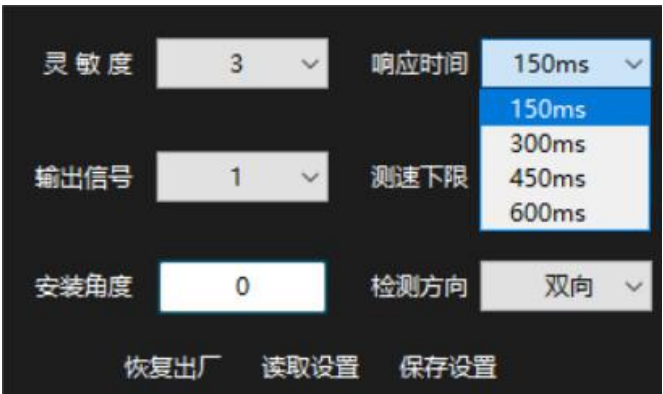 灵敏度 3 响应时间 150ms
150ms
300ms
输出信号 1 测速下限 450ms
600ms
安装角度 0 检测方向 双向
恢复出厂 读取设置 保存设置